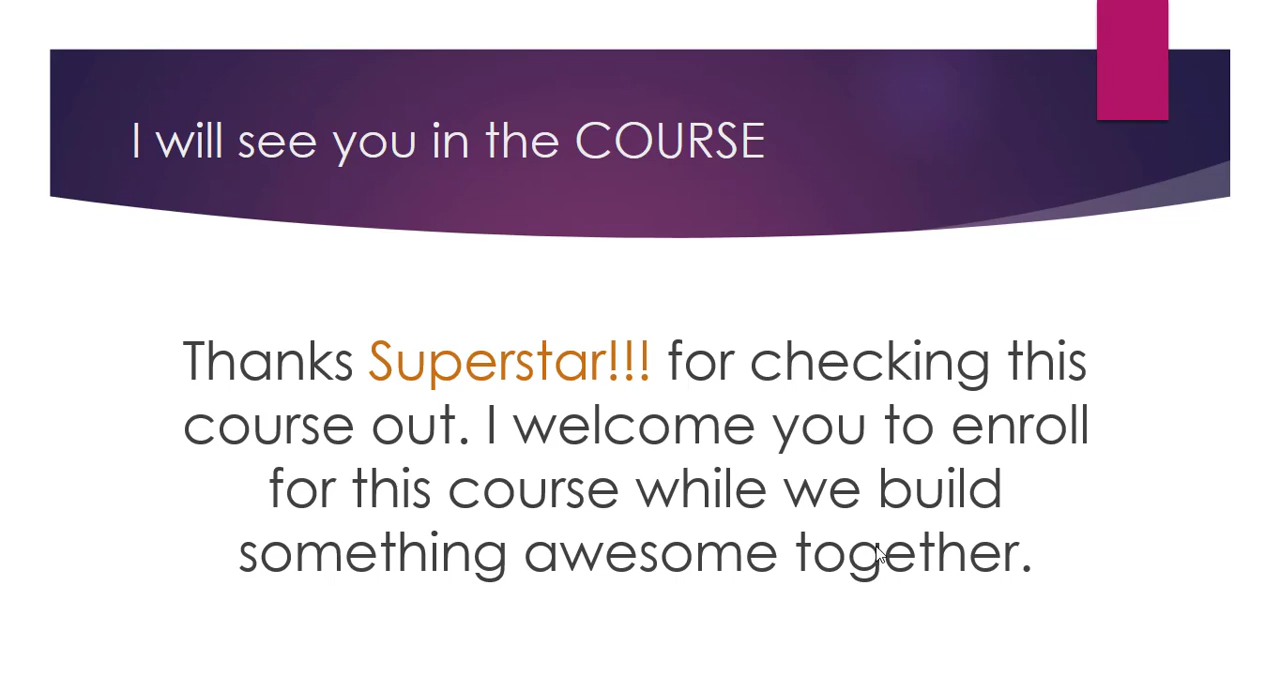 I will see you in the COURSE
Thanks Superstar!!! for checking this
course out. I welcome you to enroll
for this course while we build
something awesome together.